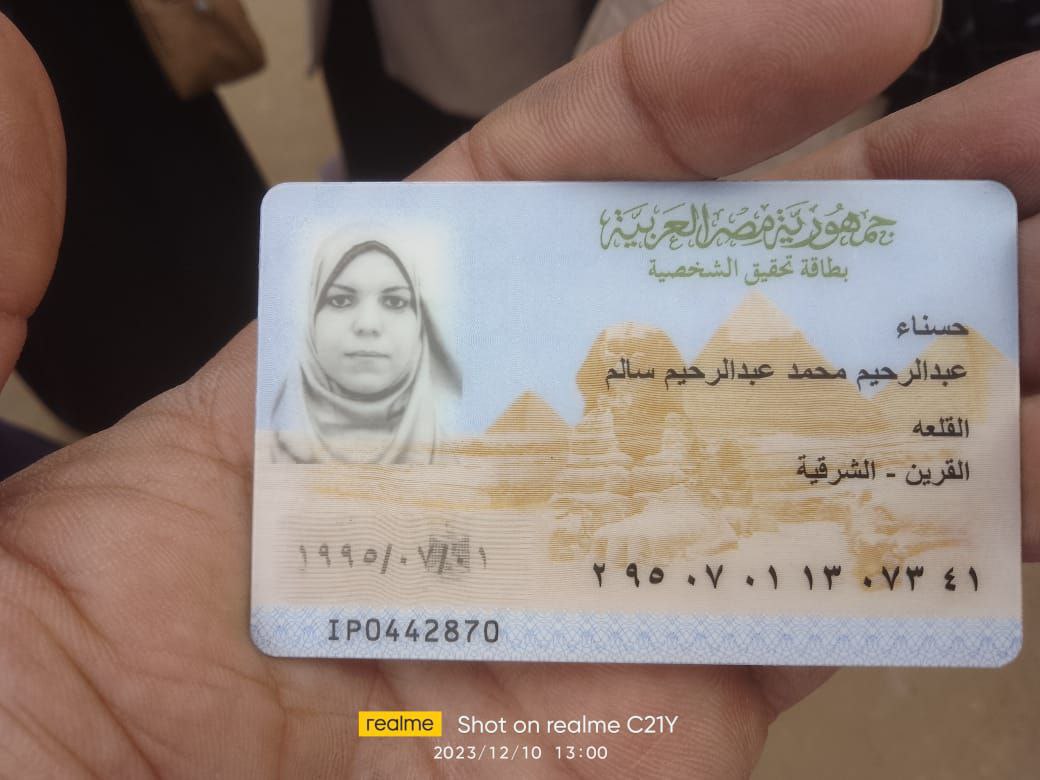 جمهورية مصر العربية
بطاقة تحقيق الشخصية
حسناء
عبدالرحيم محمد عبدالرحيم سالم
القلعه
القرين - الشرقية
١٩٩٥/٠٧/٠١
٢ ٩٥ ٠٧ ٠١ ١٣ ٠٧٣ ٤١
IP0442870
realme Shot on realme C21Y
2023/12/10 13:00